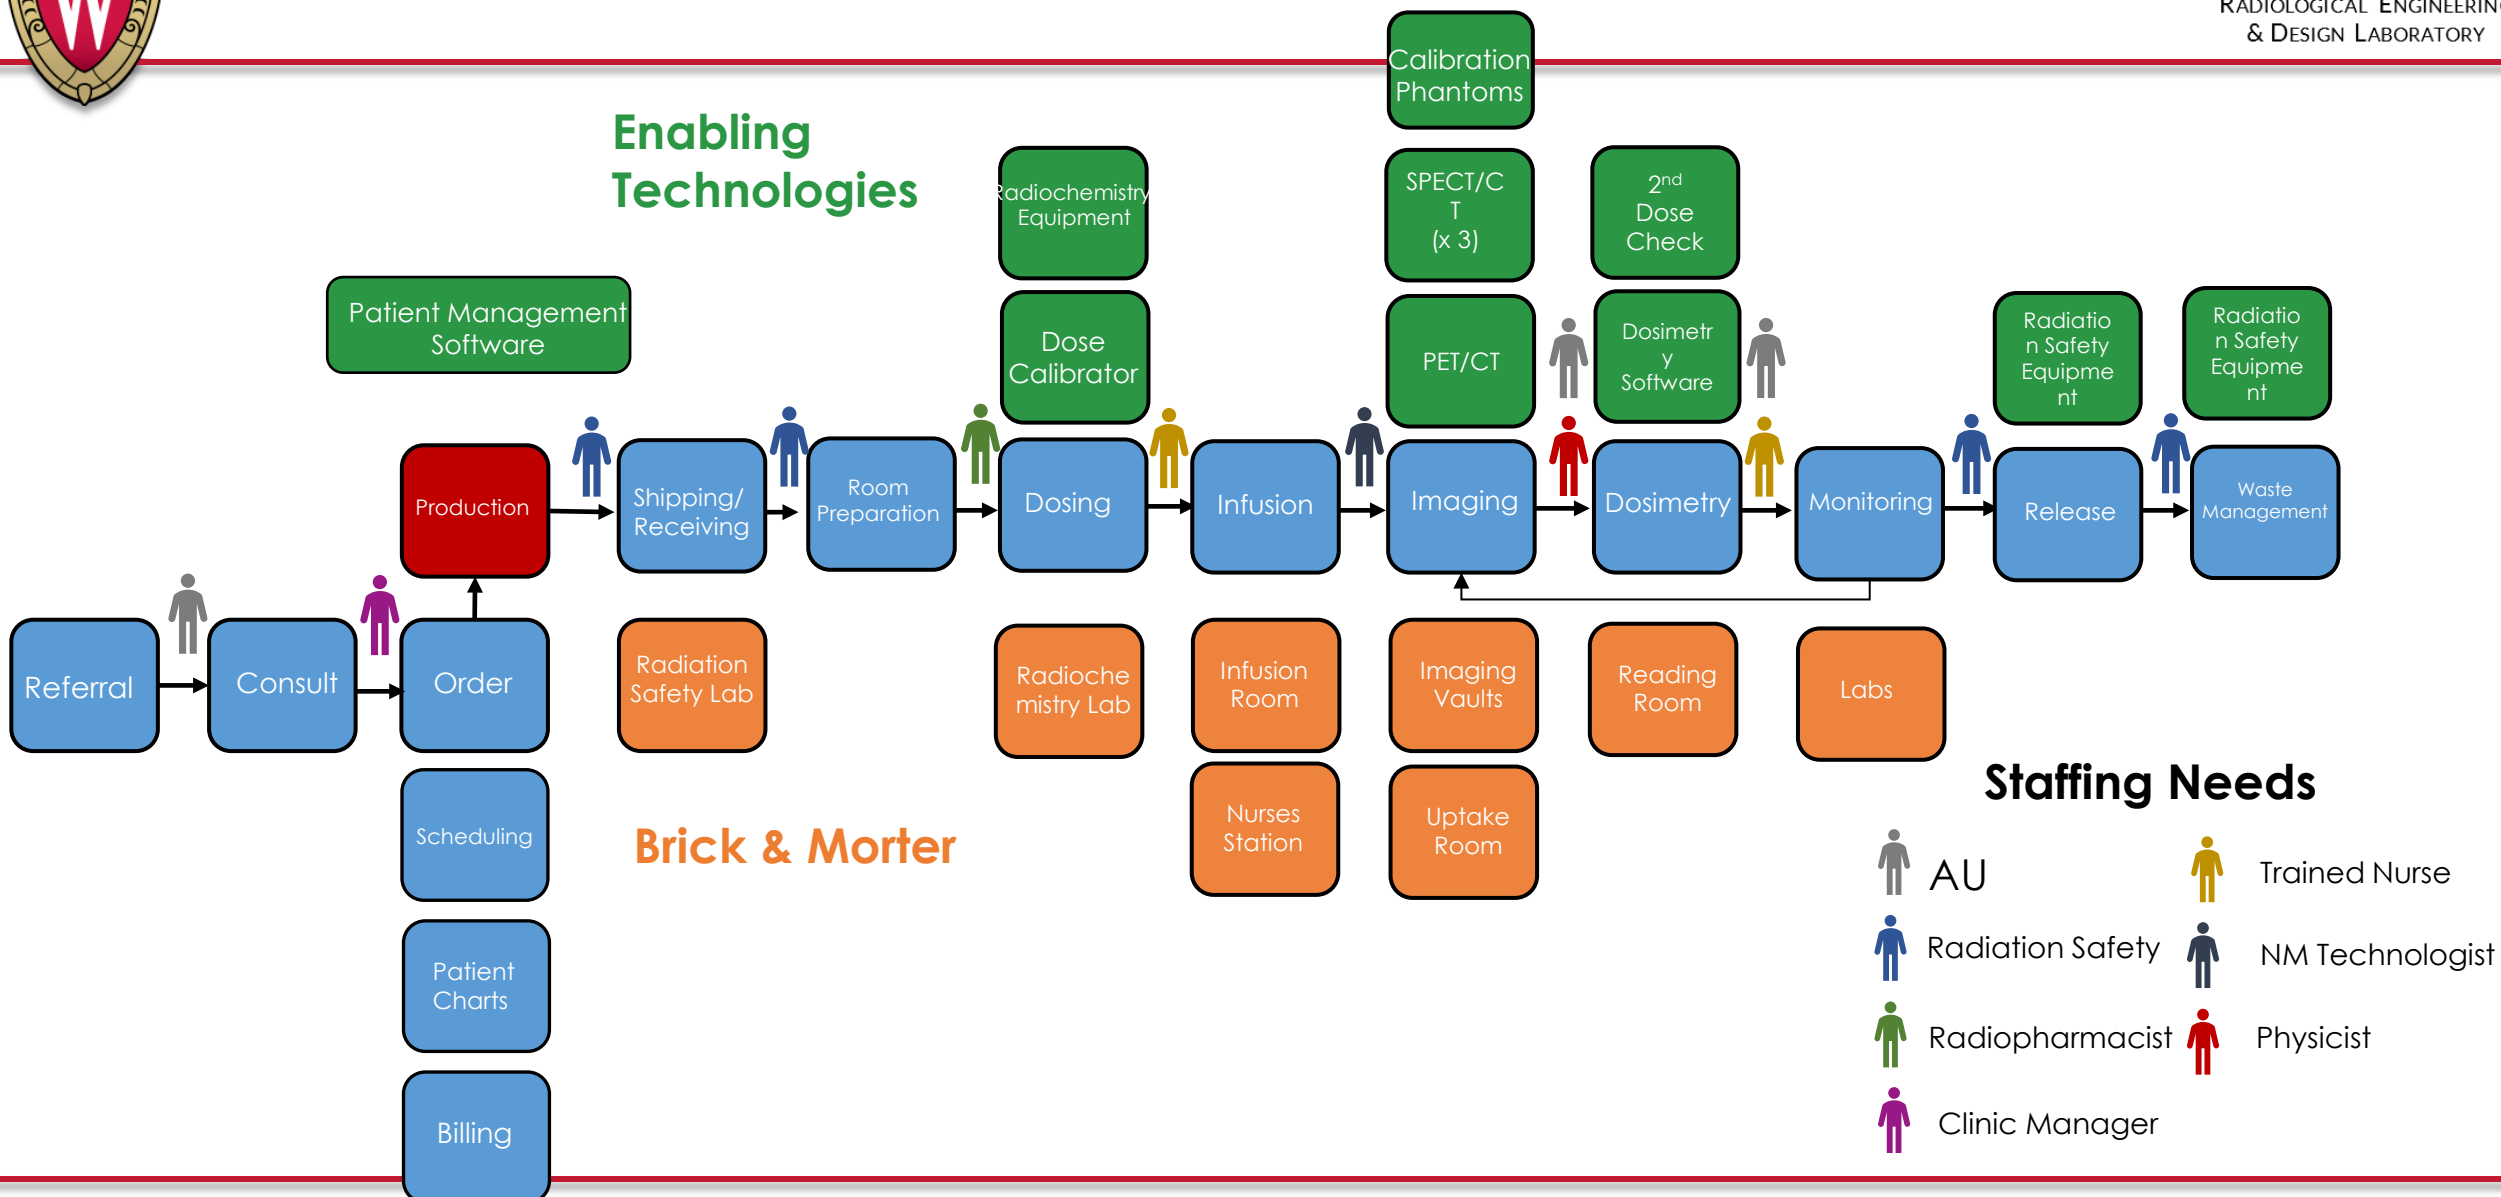 W
RADIOLOGICAL ENGINEERING
& DESIGN LABORATORY
Calibration
Phantoms
Enabling
Technologies
Radiochemistry
Equipment
SPECT/C
T
(x 3)
2nd
Dose
Check
Patient Management
Software
Dose
Calibrator
PET/CT
Dosimetr
y
Software
Radiatio
n Safety
Equipme
nt
Radiatio
n Safety
Equipme
nt
Production
Shipping/
Receiving
Room
Preparation
Dosing
Infusion
Imaging
Dosimetry
Monitoring
Release
Waste
Management
Referral
Consult
Order
Radiation
Safety Lab
Radioche
mistry Lab
Infusion
Room
Imaging
Vaults
Reading
Room
Labs
Scheduling
Brick & Morter
Nurses
Station
Uptake
Room
Patient
Charts
Billing
Staffing Needs
AU
Trained Nurse
Radiation Safety
NM Technologist
Radiopharmacist
Physicist
Clinic Manager